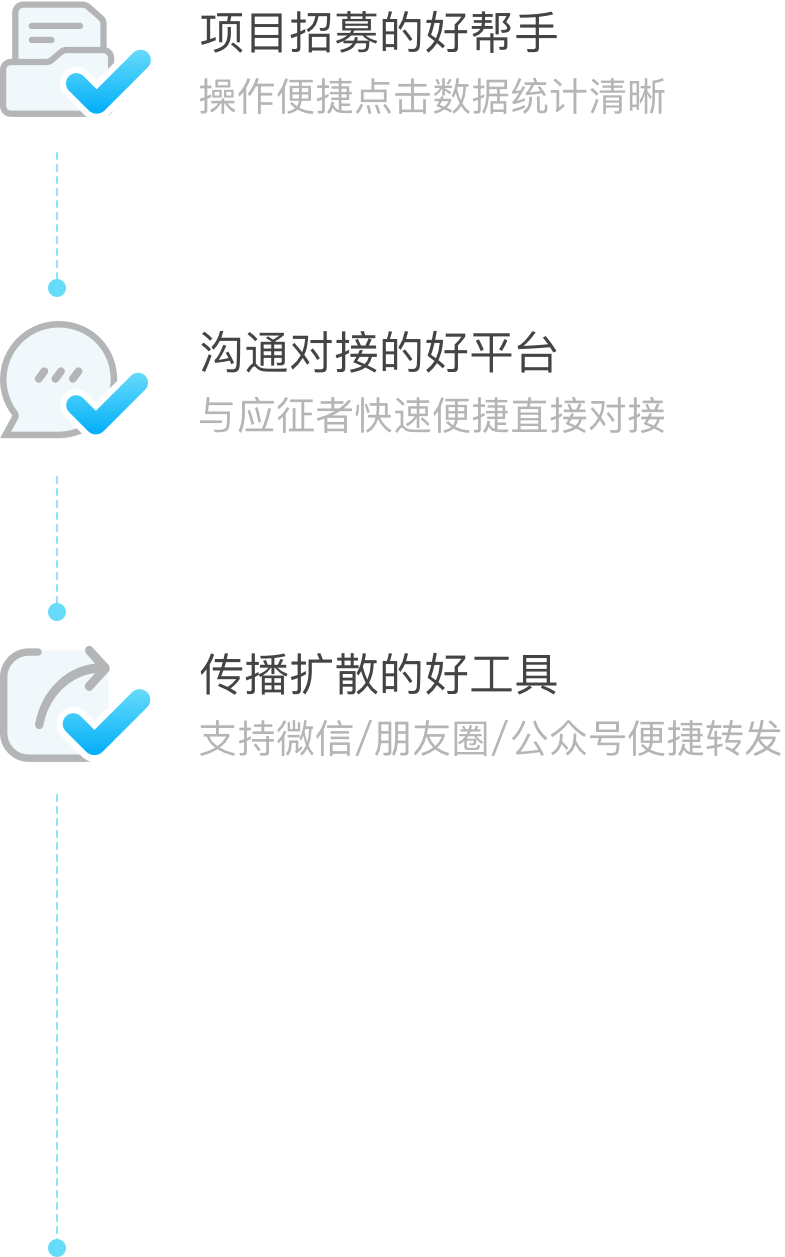 项目招募的好帮手
操作便捷点击数据统计清晰
沟通对接的好平台
与应征者快速便捷直接对接
传播扩散的好工具
支持微信/朋友圈/公众号便捷转发